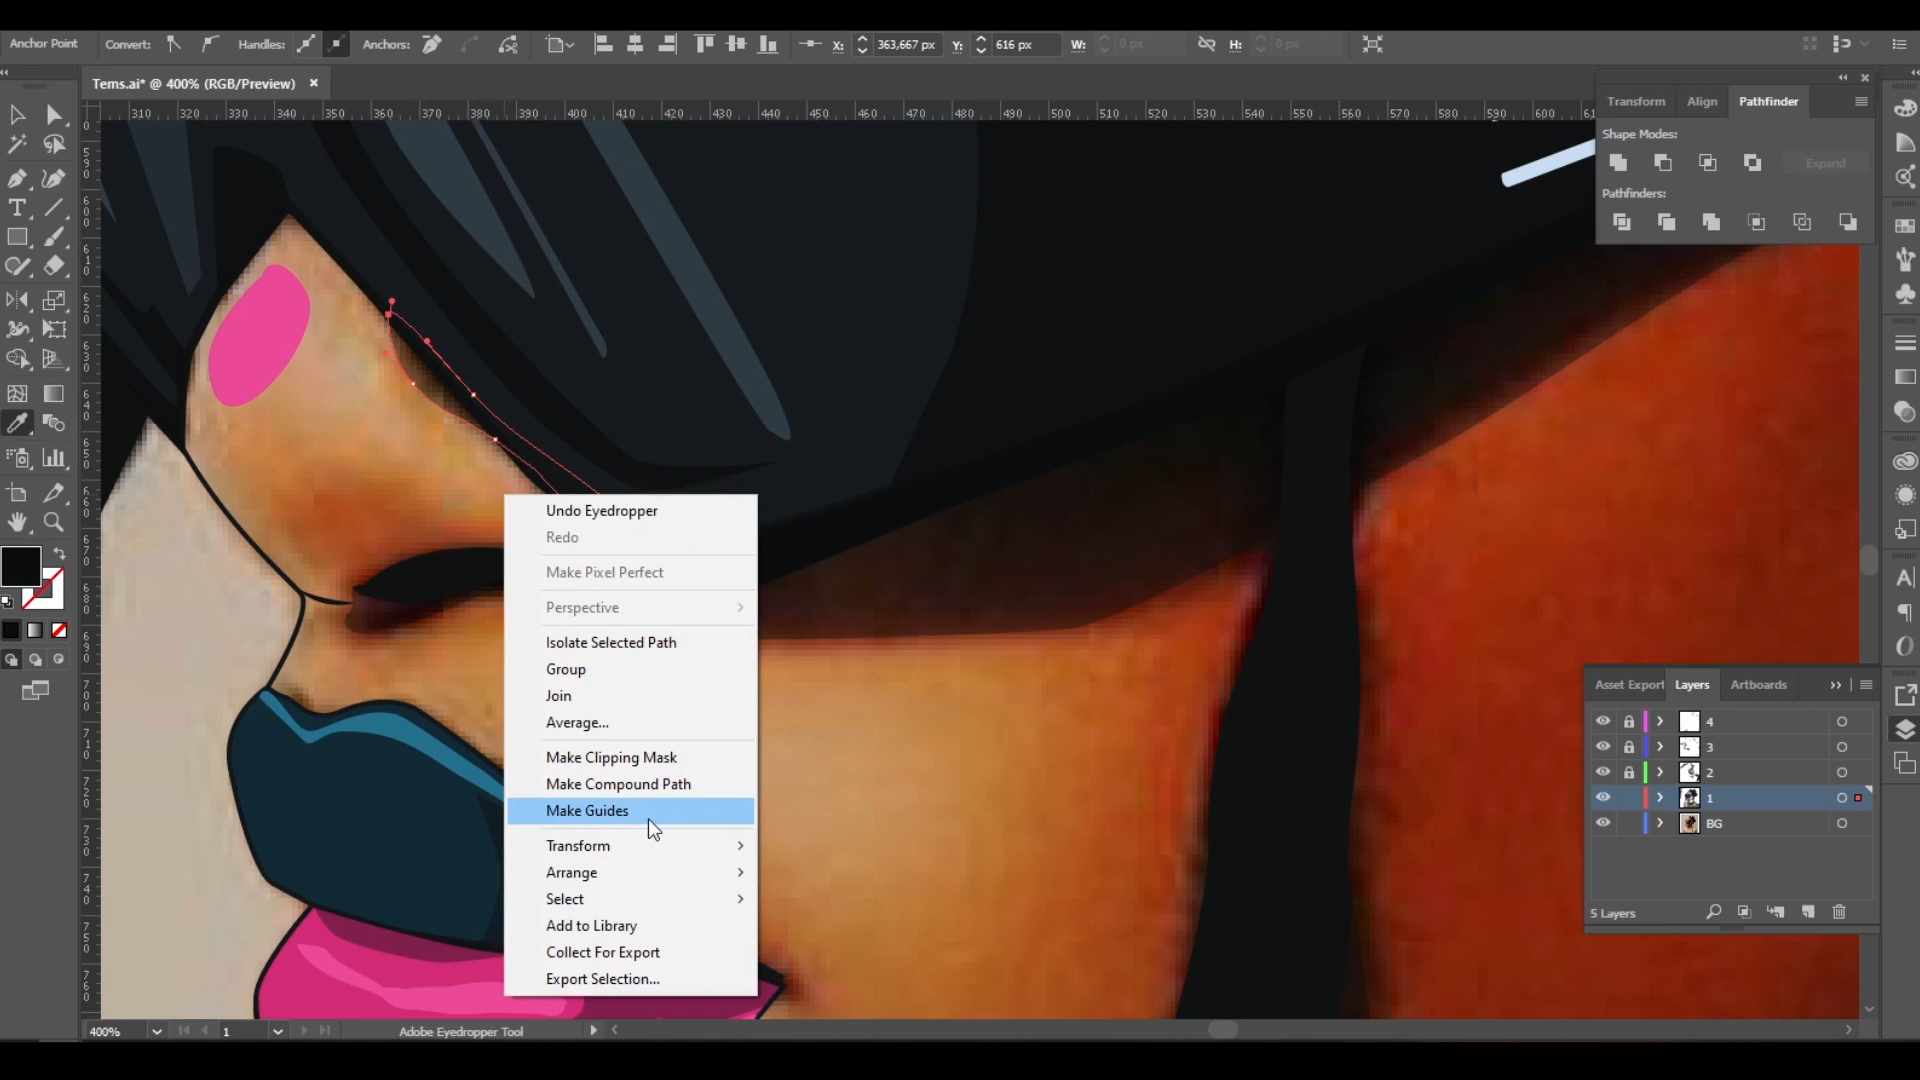 Anchor Point Convert: Handles: Anchors: X: 363,667 px Y: 616 px W: 0 px H: 0 px
Tems.ai* @ 400% (RGB/Preview)
310 320 330 340 350 360 370 380 390 400 410 420 430 440 450 460 470 480 490 500 510 520 530 540 550 560 570 580 590 600
Transform Align Pathfinder
Shape Modes:
Expand
Pathfinders:
Undo Eyedropper
Redo
Make Pixel Perfect
Perspective
Isolate Selected Path
Group
Join
Average...
Make Clipping Mask
Make Compound Path
Make Guides
Transform
Arrange
Select
Add to Library
Collect For Export
Export Selection...
Asset Export Layers Artboards
4
3
2
1
BG
5 Layers
400% 1 Adobe Eyedropper Tool